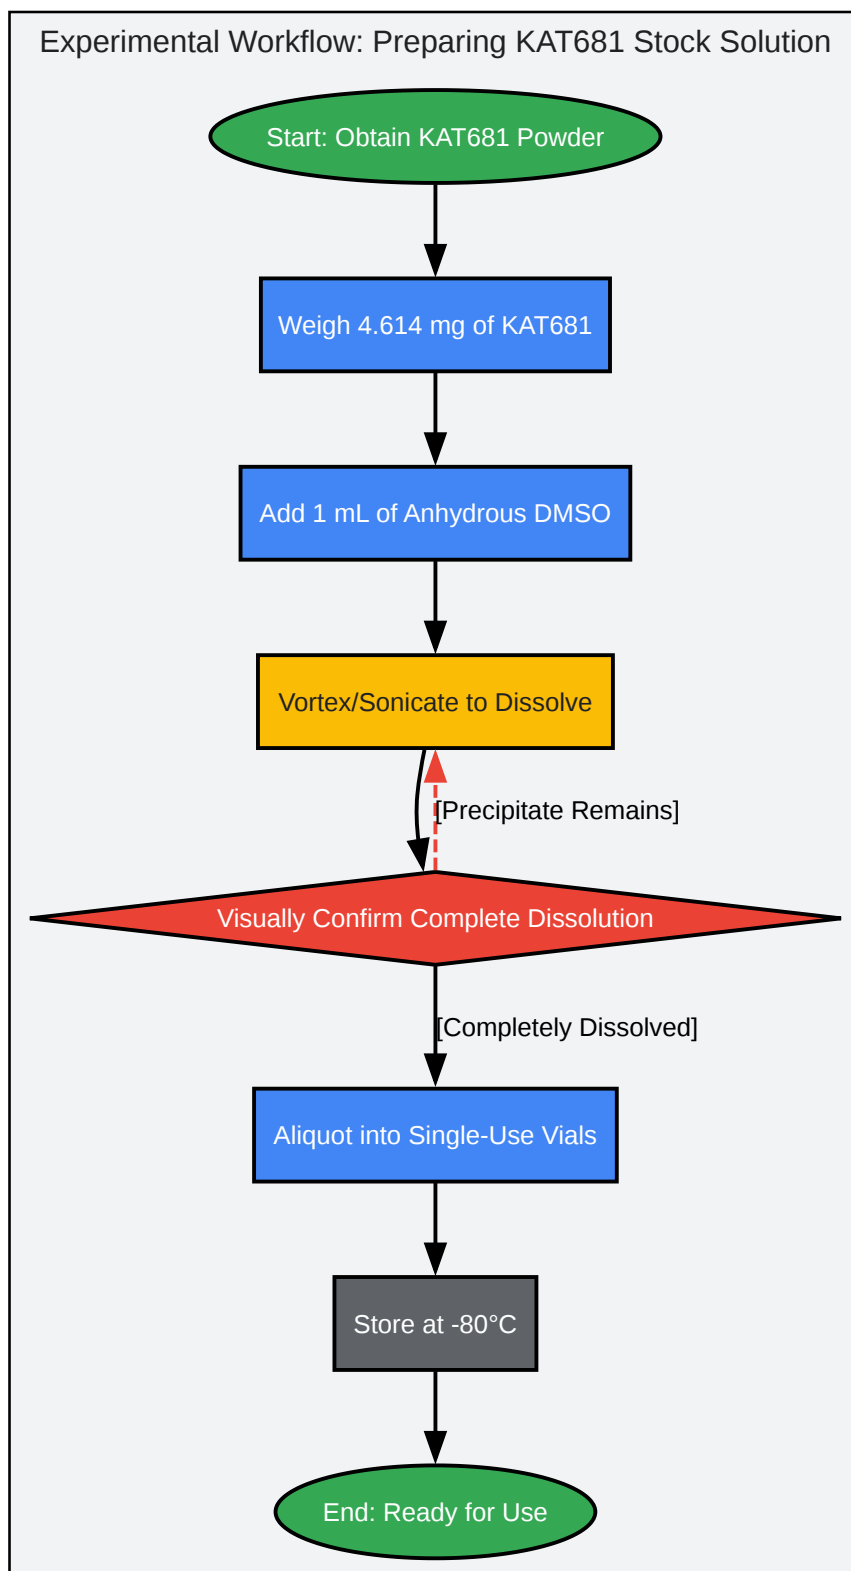 Experimental Workflow: Preparing KAT681 Stock Solution
Start: Obtain KAT681 Powder
Weigh 4.614 mg of KAT681
Add 1 mL of Anhydrous DMSO
Vortex/Sonicate to Dissolve
[Precipitate Remains]
Visually Confirm Complete Dissolution
[Completely Dissolved]
Aliquot into Single-Use Vials
Store at -80°C
End: Ready for Use